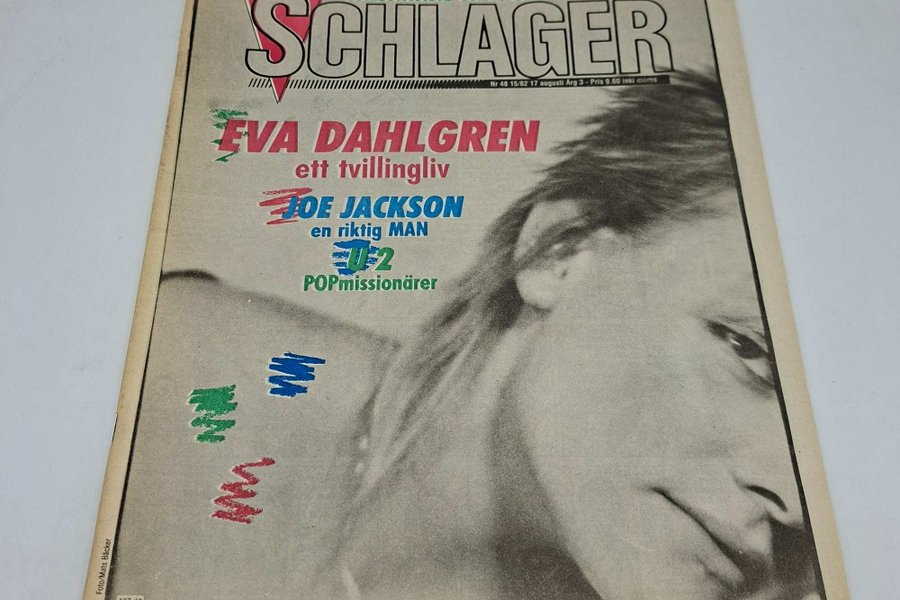 SCHLAGER
Nr 48 15/82 17 augusti Årg 3 - Pris 9.60 inkl moms
EVA DAHLGREN
ett tvillingliv
JOE JACKSON
en riktig MAN
U 2
POPmissionärer
Foto/Mats Bäcker